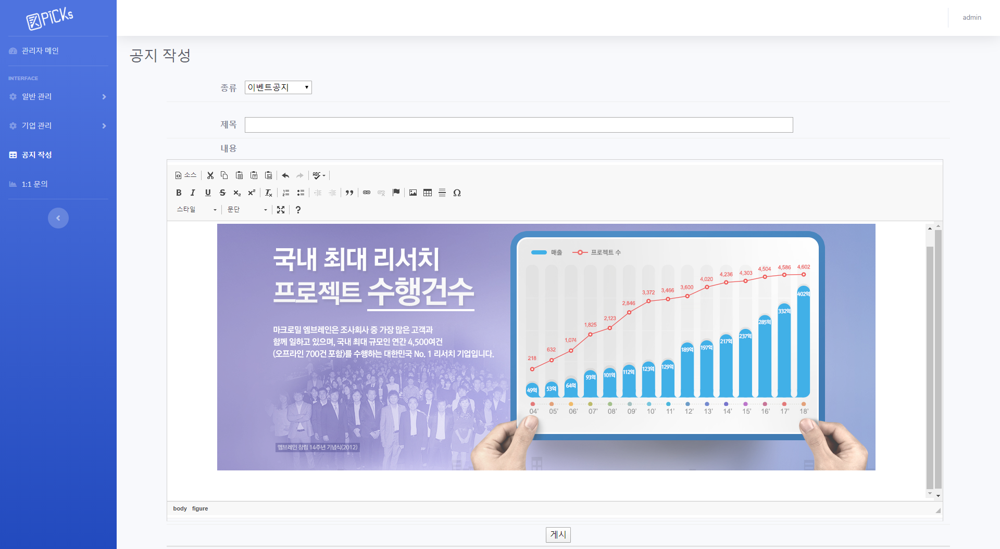 PiCKs
admin
관리자 메인
INTERFACE
일반 관리
기업 관리
공지 작성
1:1 문의
공지 작성
종류 이벤트공지
제목
내용
소스
ABC
B I U S x₂ x² Tx
Ω
스타일 문단 ?
국내 최대 리서치
프로젝트 수행건수
마크로밀 엠브레인은 조사회사 중 가장 많은 고객과
함께 일하고 있으며, 국내 최대 규모인 연간 4,500여건
(오프라인 700건 포함)를 수행하는 대한민국 No. 1 리서치 기업입니다.
엠브레인 창립 14주년 기념식(2012)
매출 프로젝트 수
218 632 1,074 1,825 2,123 2,846 3,372 3,466 3,600 4,020 4,236 4,303 4,504 4,586 4,602
49억 53억 64억 93억 101억 112억 123억 129억 189억 197억 217억 237억 285억 332억 402억
04' 05' 06' 07' 08' 09' 10' 11' 12' 13' 14' 15' 16' 17' 18'
body figure
게시